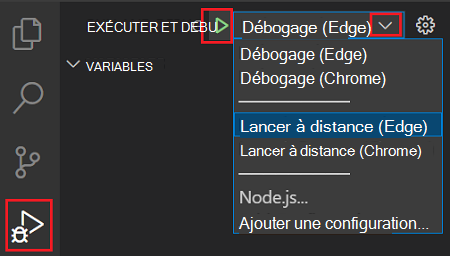 EXÉCUTER ET DÉBU
Débogage (Edge)
VARIABLES
Débogage (Edge)
Débogage (Chrome)
Lancer à distance (Edge)
Lancer à distance (Chrome)
Node.js...
Ajouter une configuration...